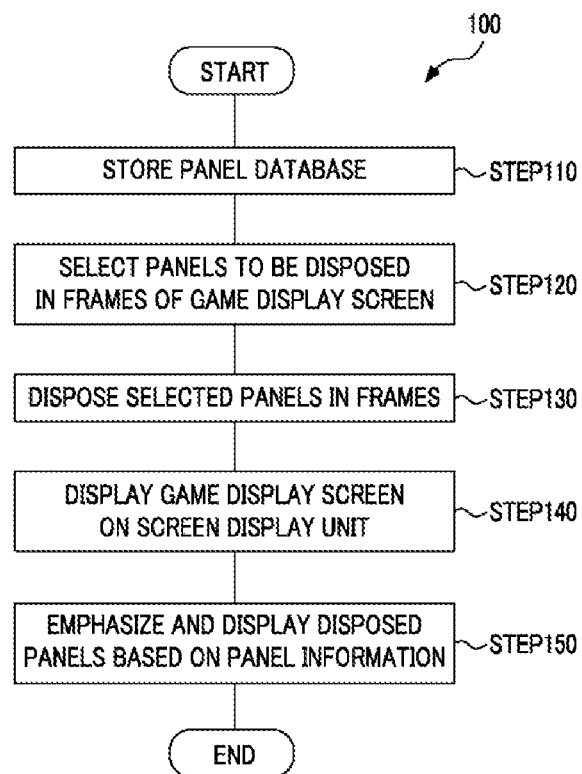 100
START
STORE PANEL DATABASE
STEP110
SELECT PANELS TO BE DISPOSED
IN FRAMES OF GAME DISPLAY SCREEN
STEP120
DISPOSE SELECTED PANELS IN FRAMES
STEP130
DISPLAY GAME DISPLAY SCREEN
ON SCREEN DISPLAY UNIT
STEP140
EMPHASIZE AND DISPLAY DISPOSED
PANELS BASED ON PANEL INFORMATION
STEP150
END